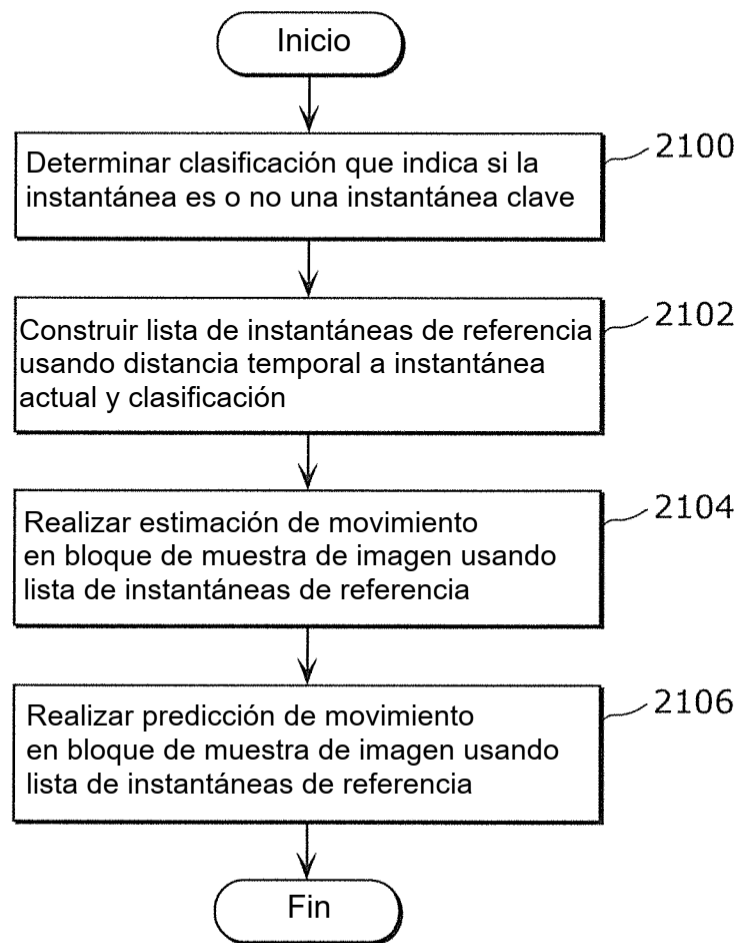 Inicio
Determinar clasificación que indica si la
instantánea es o no una instantánea clave
2100
Construir lista de instantáneas de referencia
usando distancia temporal a instantánea
actual y clasificación
2102
Realizar estimación de movimiento
en bloque de muestra de imagen usando
lista de instantáneas de referencia
2104
Realizar predicción de movimiento
en bloque de muestra de imagen usando
lista de instantáneas de referencia
2106
Fin